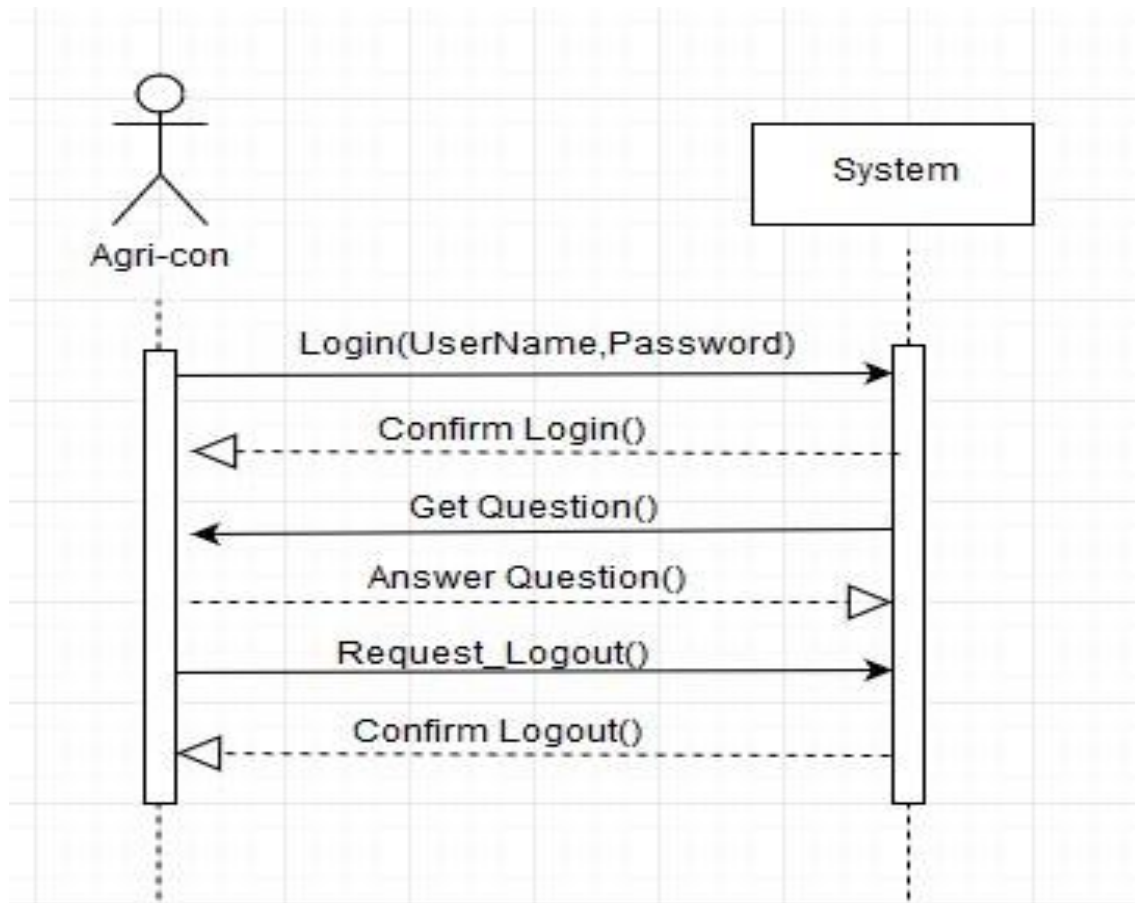 System
Agri-con
Login(UserName,Password)
Confirm Login()
Get Question()
Answer Question()
Request_Logout()
Confirm Logout()